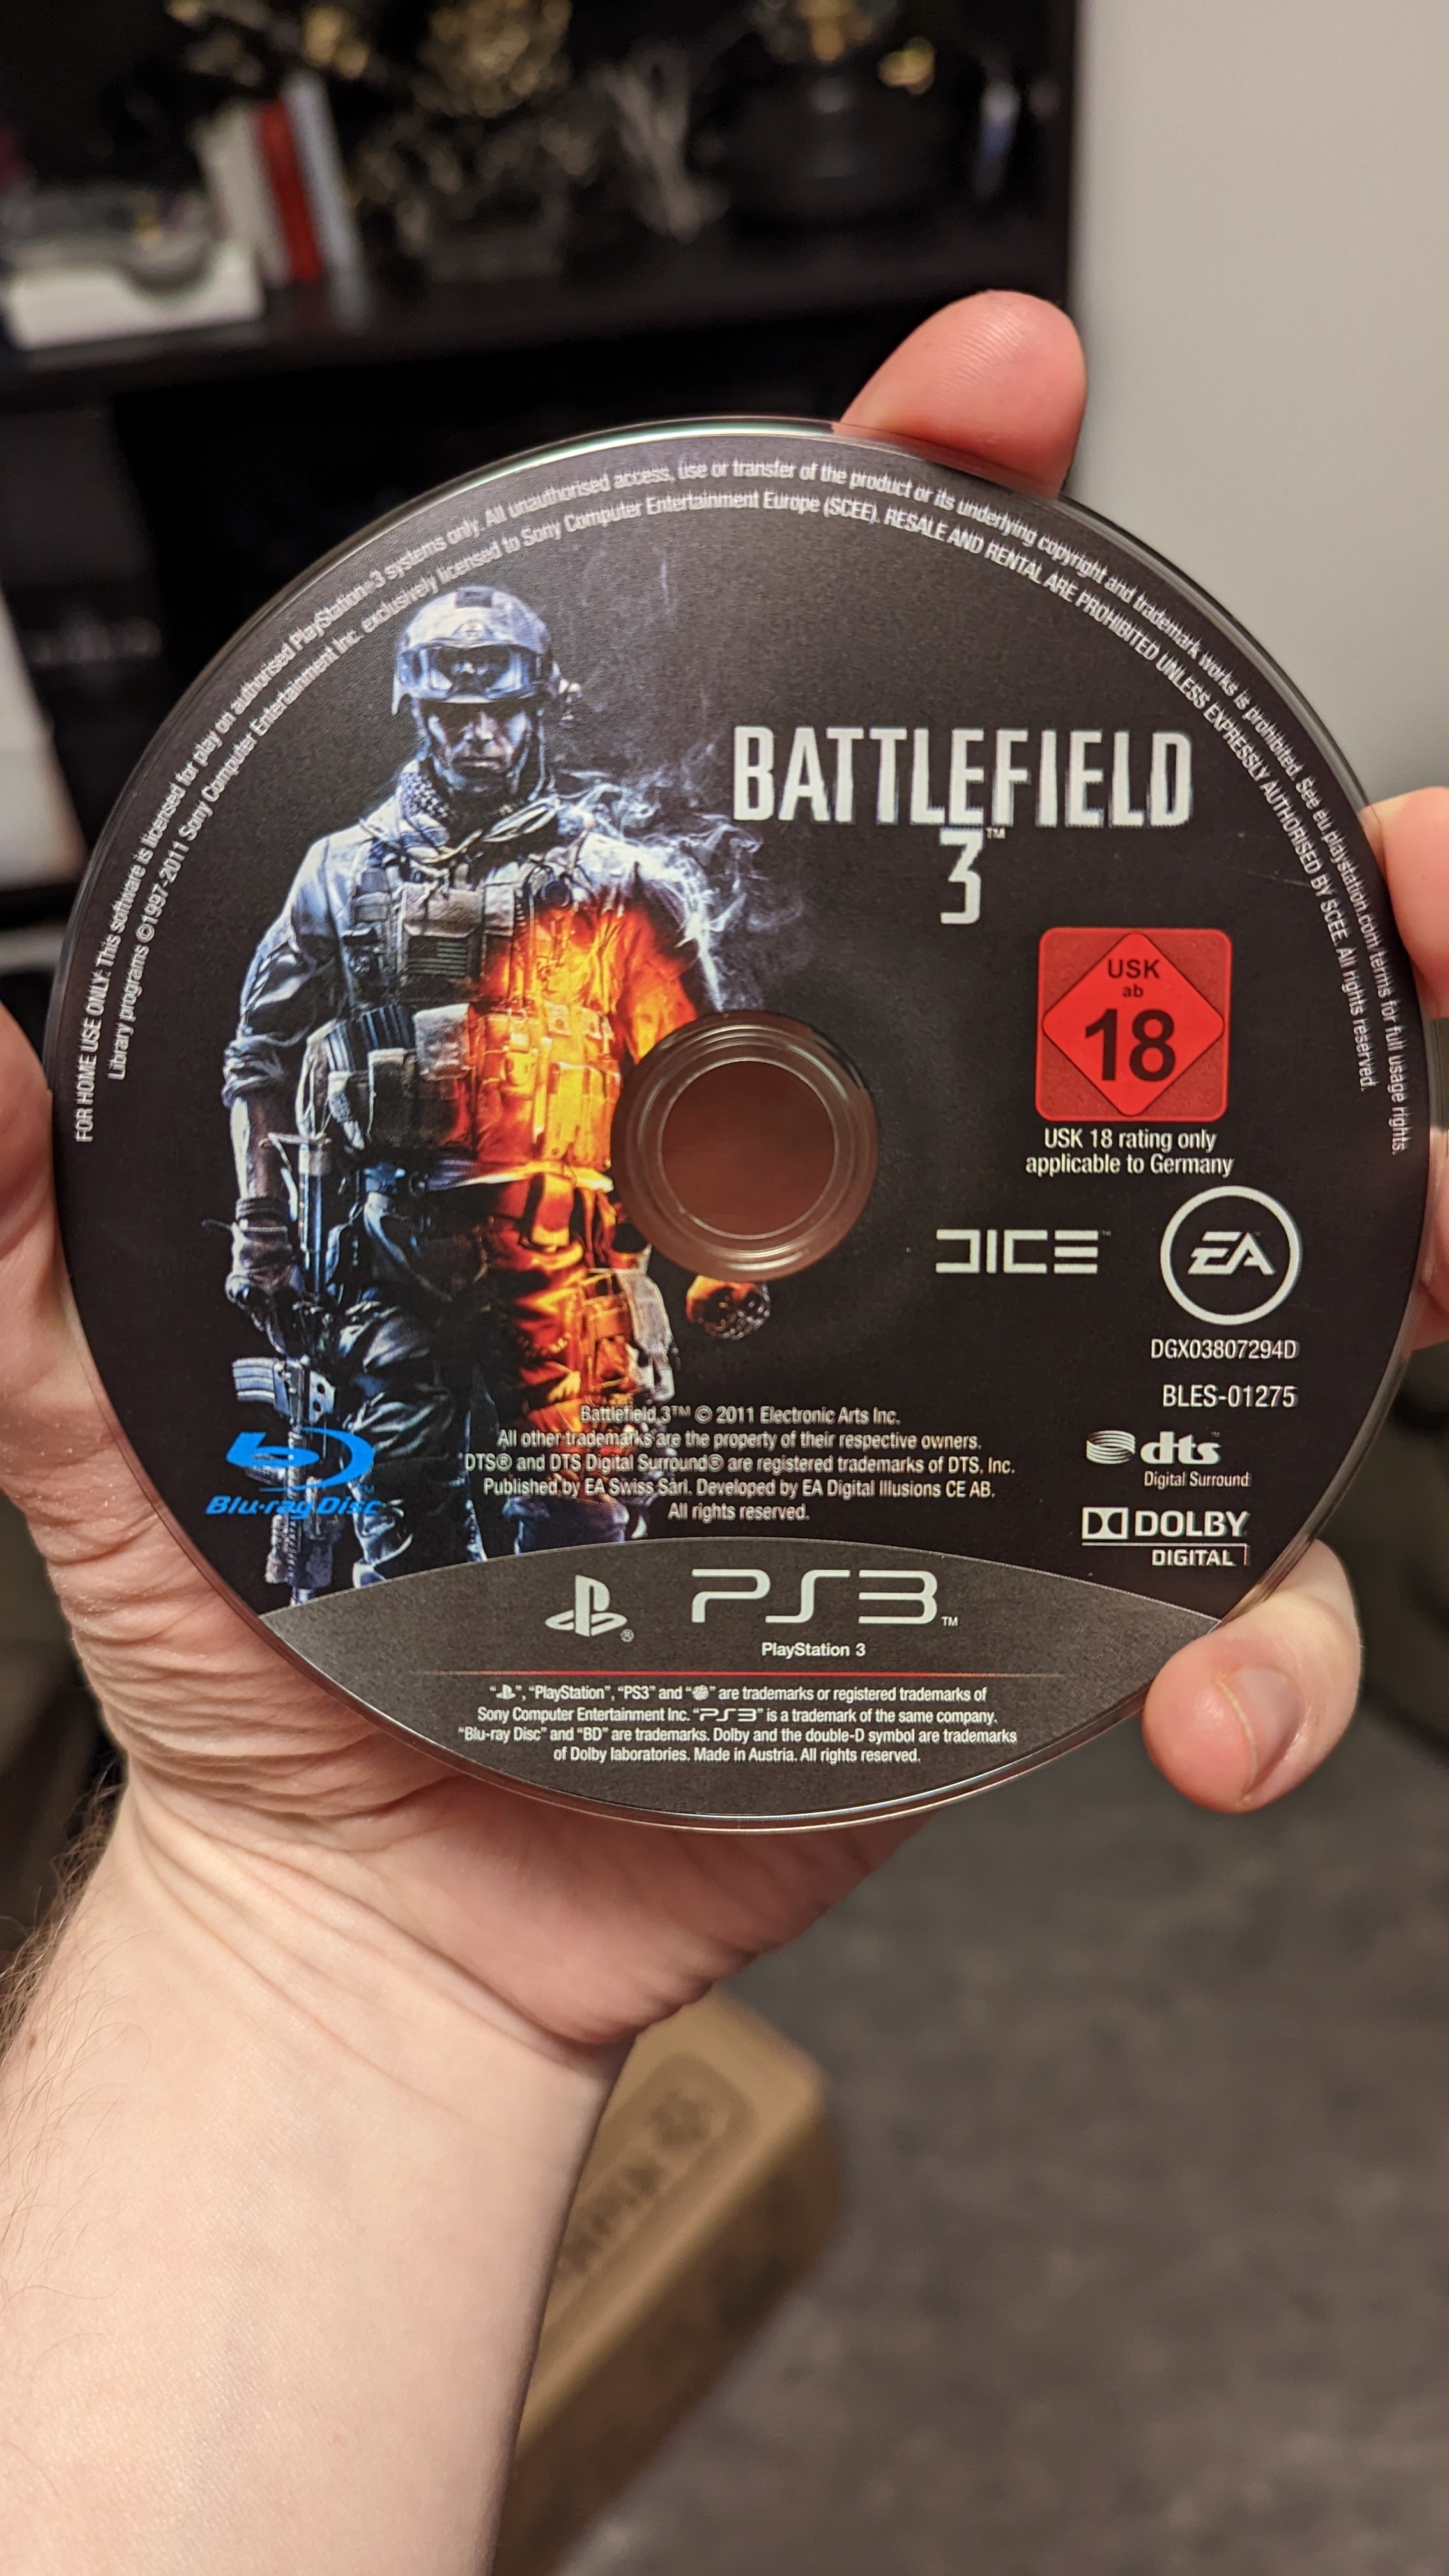 FOR HOME USE ONLY: This software is licensed for play on authorised PlayStation®3 systems only. All unauthorised access, use or transfer of the product or its underlying copyright and trademark works is prohibited. See eu.playstation.com/terms for full usage rights.
Library programs ©1997-2011 Sony Computer Entertainment Inc. exclusively licensed to Sony Computer Entertainment Europe (SCEE). RESALE AND RENTAL ARE PROHIBITED UNLESS EXPRESSLY AUTHORISED BY SCEE. All rights reserved.
BATTLEFIELD
3™
USK
ab
18
USK 18 rating only
applicable to Germany
DICE™
EA
DGX03807294D
BLES-01275
Battlefield 3™ © 2011 Electronic Arts Inc.
All other trademarks are the property of their respective owners.
DTS® and DTS Digital Surround® are registered trademarks of DTS, Inc.
Published by EA Swiss Sàrl. Developed by EA Digital Illusions CE AB.
All rights reserved.
Blu-ray Disc™
dts™
Digital Surround
DOLBY
DIGITAL
® PS3™
PlayStation 3
"", "PlayStation", "PS3" and "" are trademarks or registered trademarks of
Sony Computer Entertainment Inc. "PS3" is a trademark of the same company.
"Blu-ray Disc" and "BD" are trademarks. Dolby and the double-D symbol are trademarks
of Dolby laboratories. Made in Austria. All rights reserved.